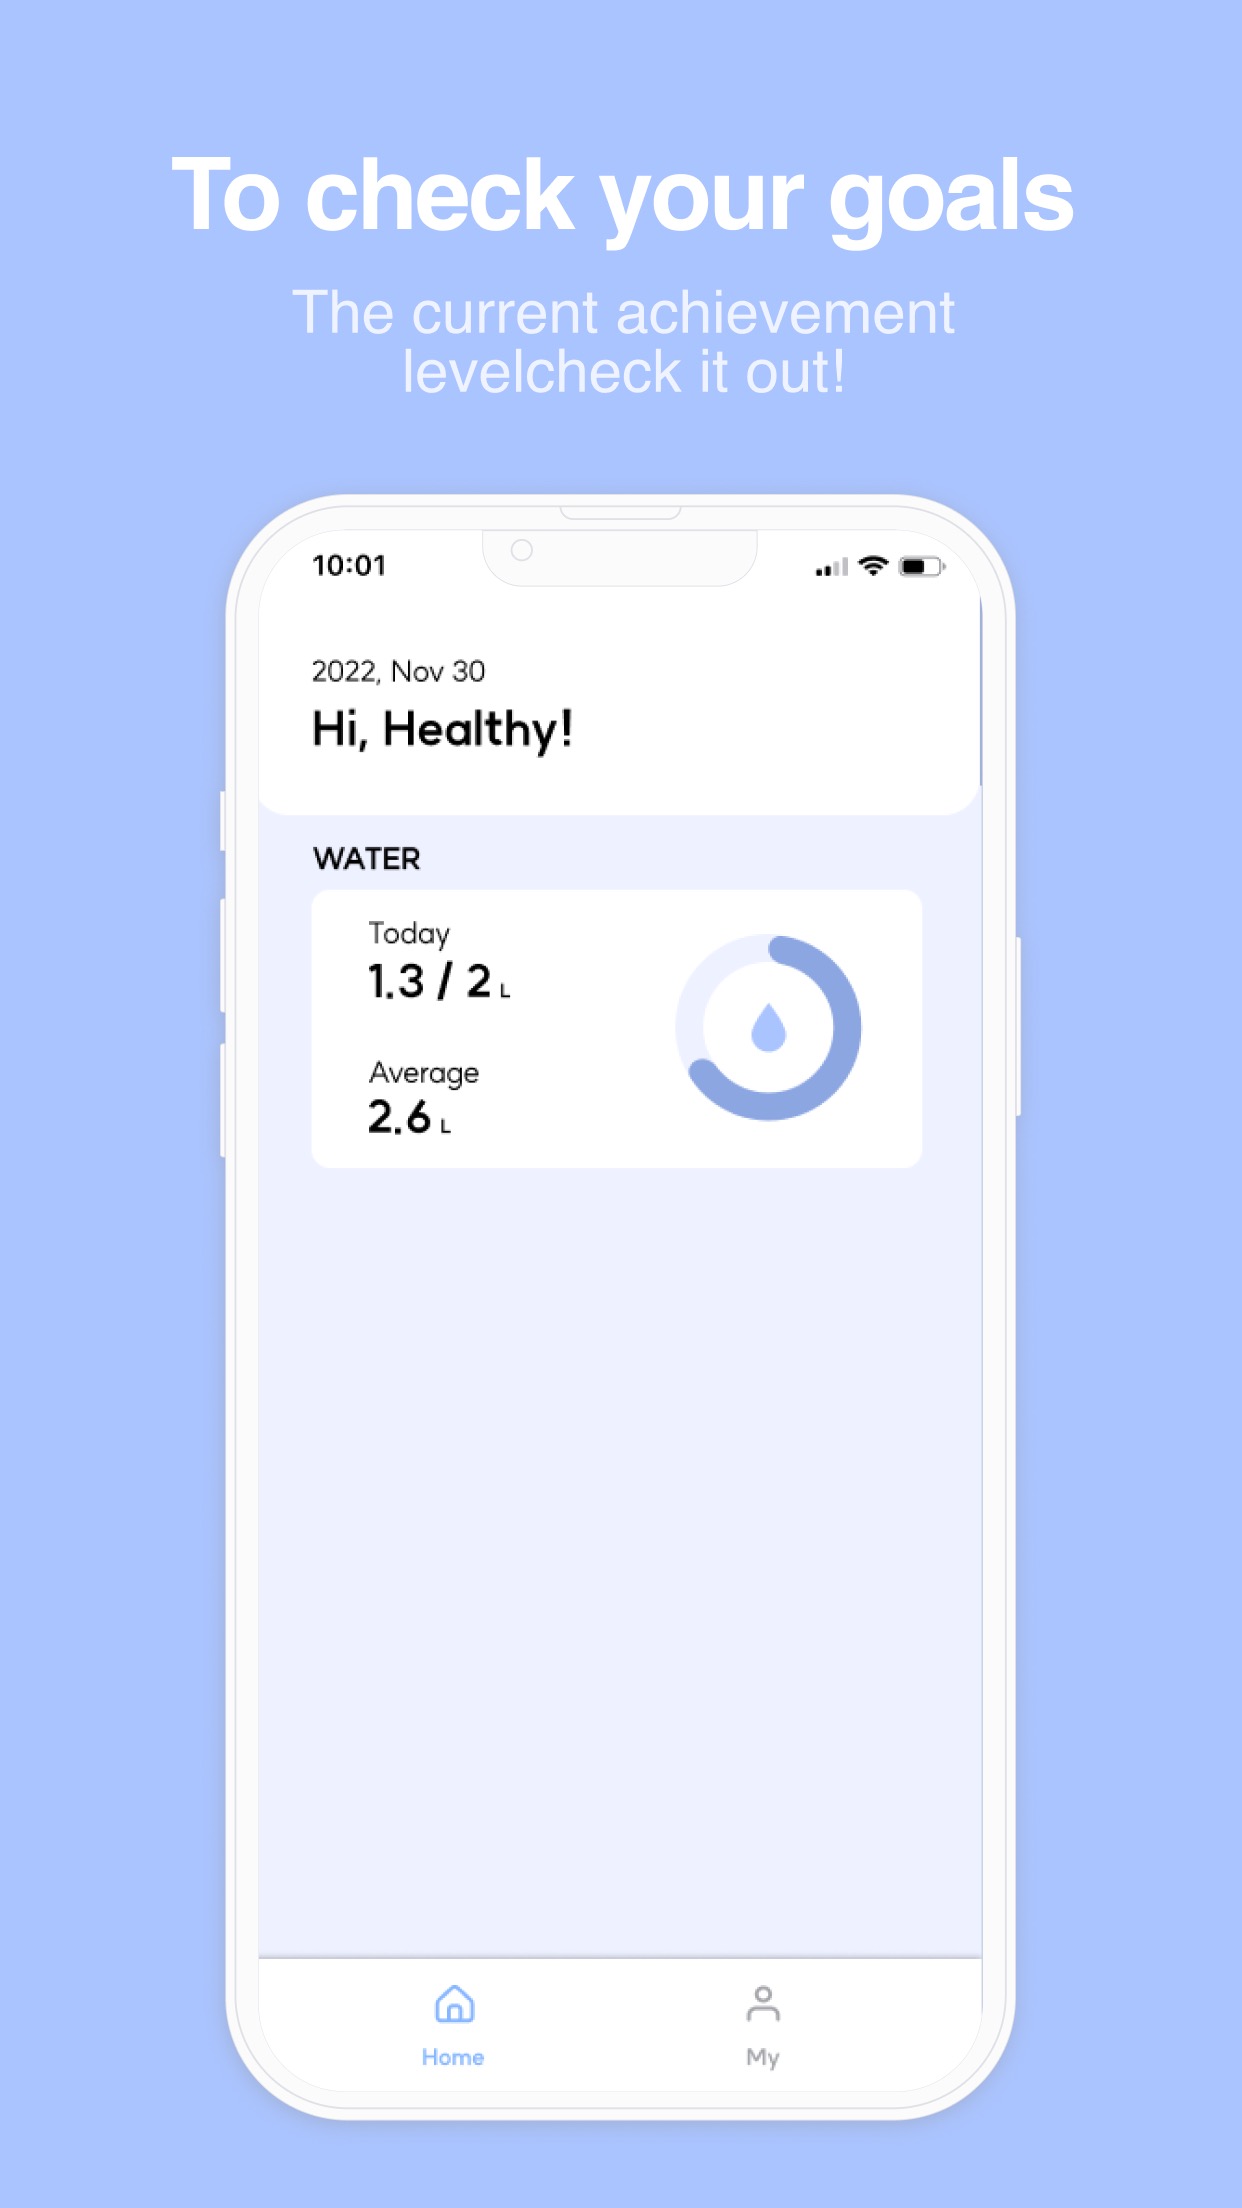 To check your goals
The current achievement
levelcheck it out!
10:01
2022, Nov 30
Hi, Healthy!
WATER
Today
1.3 / 2 L
Average
2.6 L
Home
My